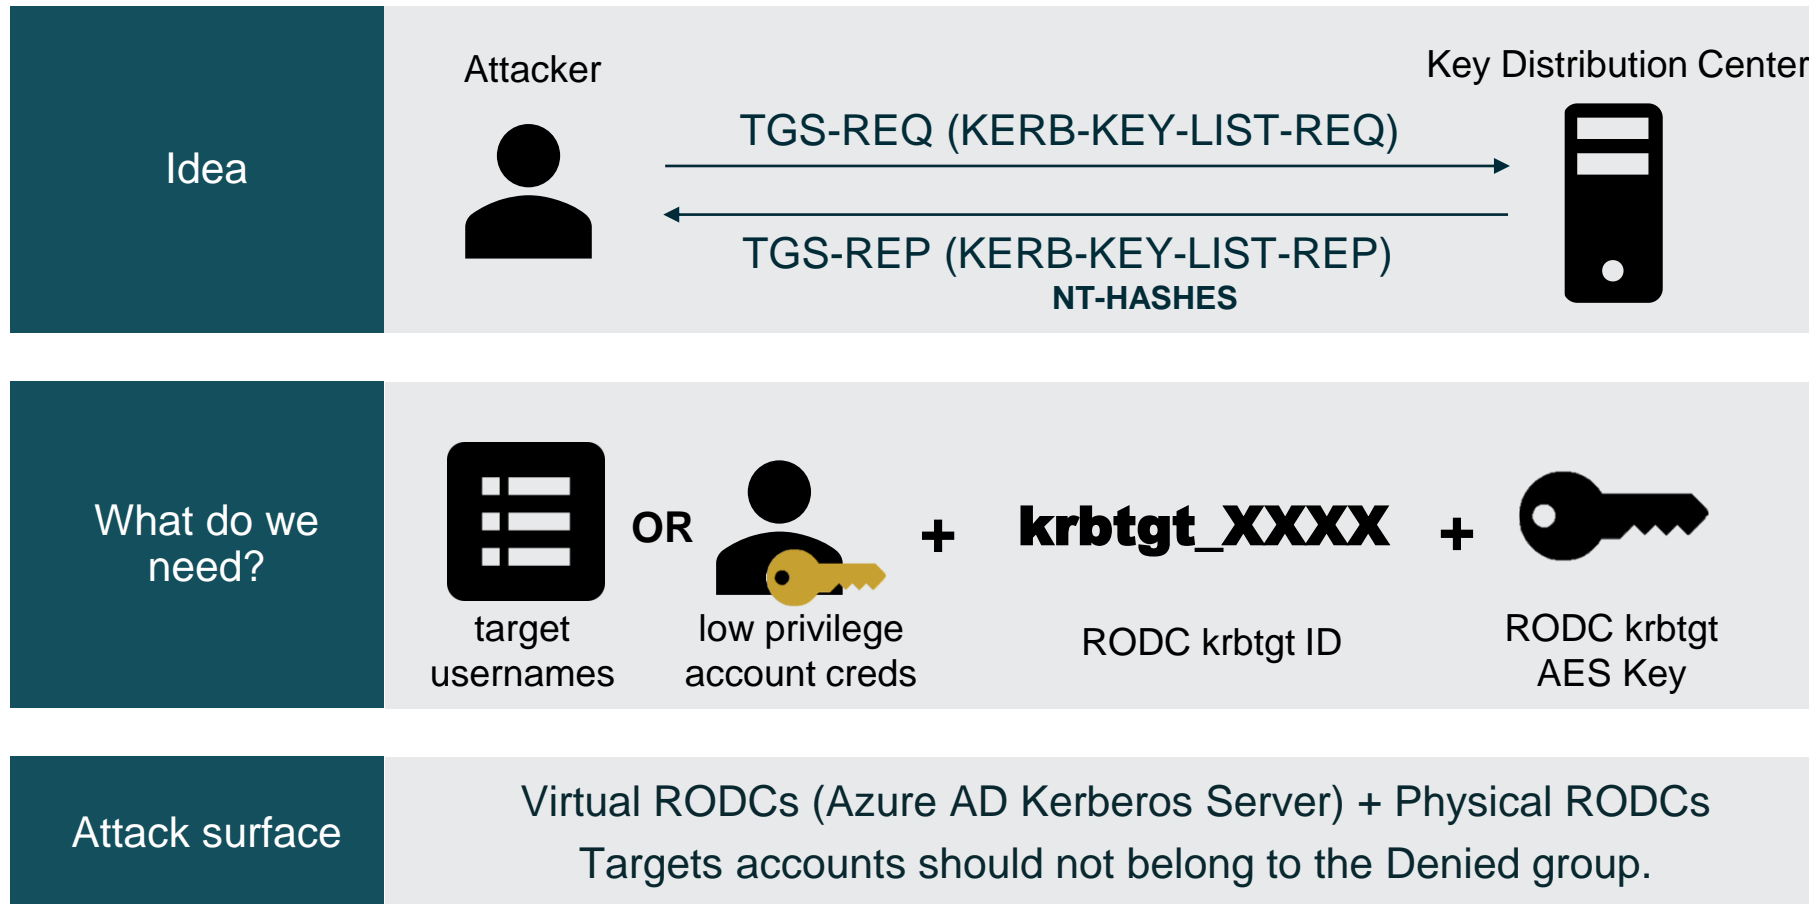 Idea
Attacker
Key Distribution Center
TGS-REQ (KERB-KEY-LIST-REQ)
TGS-REP (KERB-KEY-LIST-REP)
NT-HASHES
What do we
need?
OR
+
krbtgt_XXXX
+
target
usernames
low privilege
account creds
RODC krbtgt ID
RODC krbtgt
AES Key
Attack surface
Virtual RODCs (Azure AD Kerberos Server) + Physical RODCs
Targets accounts should not belong to the Denied group.